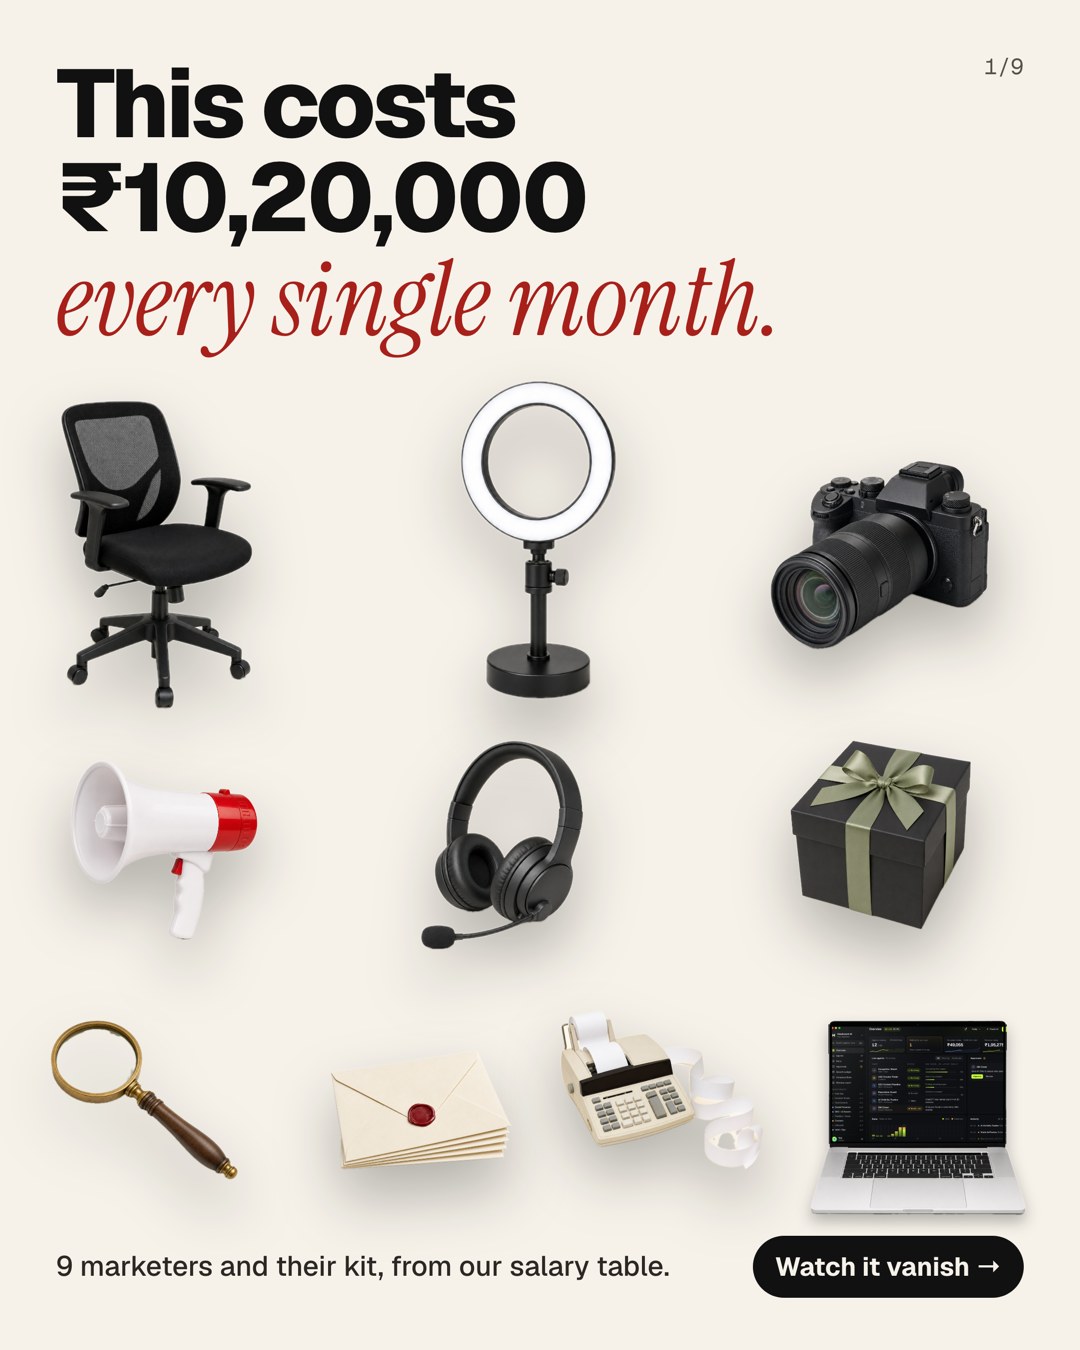 1/9
This costs
₹10,20,000
every single month.
9 marketers and their kit, from our salary table.
Watch it vanish →